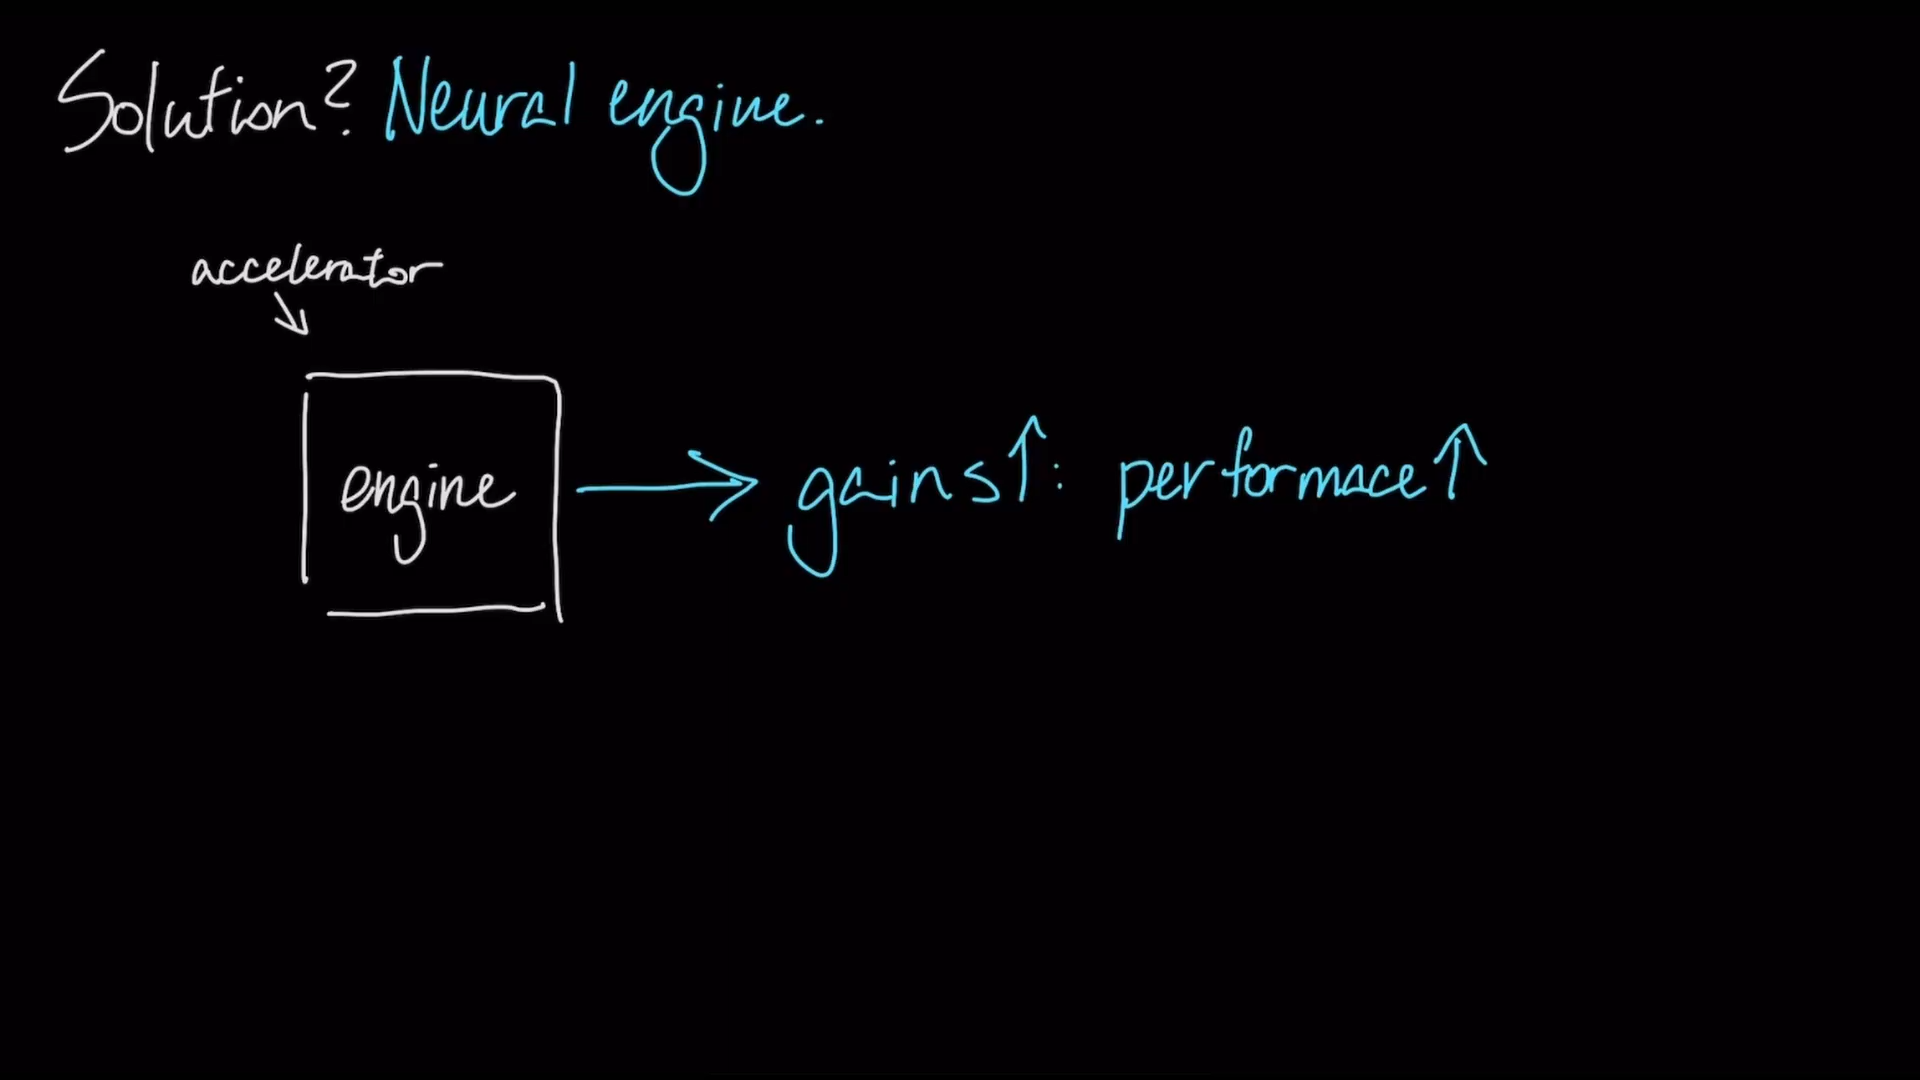 Solution? Neural engine.
accelerator
engine → gains↑: performace↑